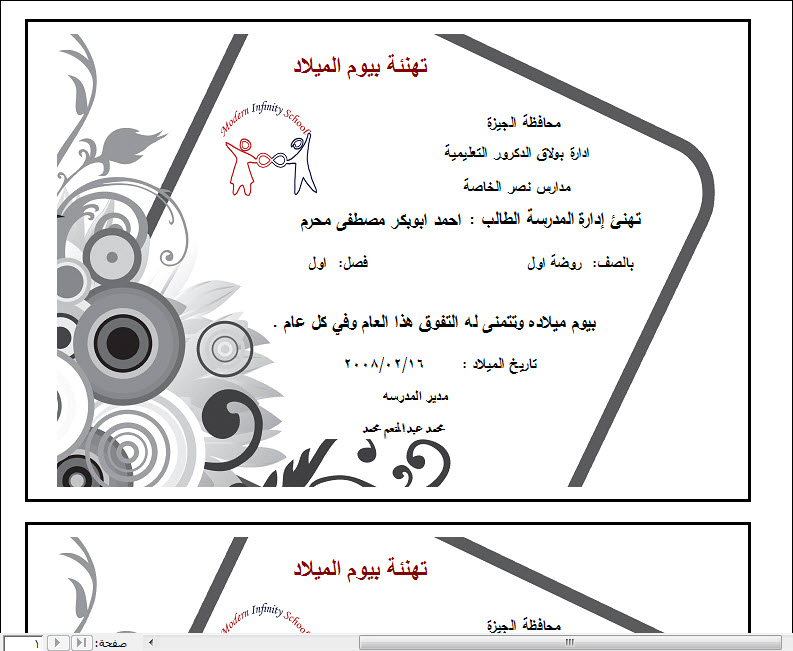 تهنئة بيوم الميلاد
Modern Infinity School
محافظة الجيزة
ادارة بولاق الدكرور التعليمية
مدارس نصر الخاصة
تهنئ إدارة المدرسة الطالب : احمد ابوبكر مصطفى محرم
بالصف: روضة اول فصل: اول
بيوم ميلاده وتتمنى له التفوق هذا العام وفي كل عام .
تاريخ الميلاد : ٢٠٠٨/٠٢/١٦
مدير المدرسه
محمد عبد المنعم محمد
تهنئة بيوم الميلاد
Modern Infinity School
محافظة الجيزة
صفحة: ١